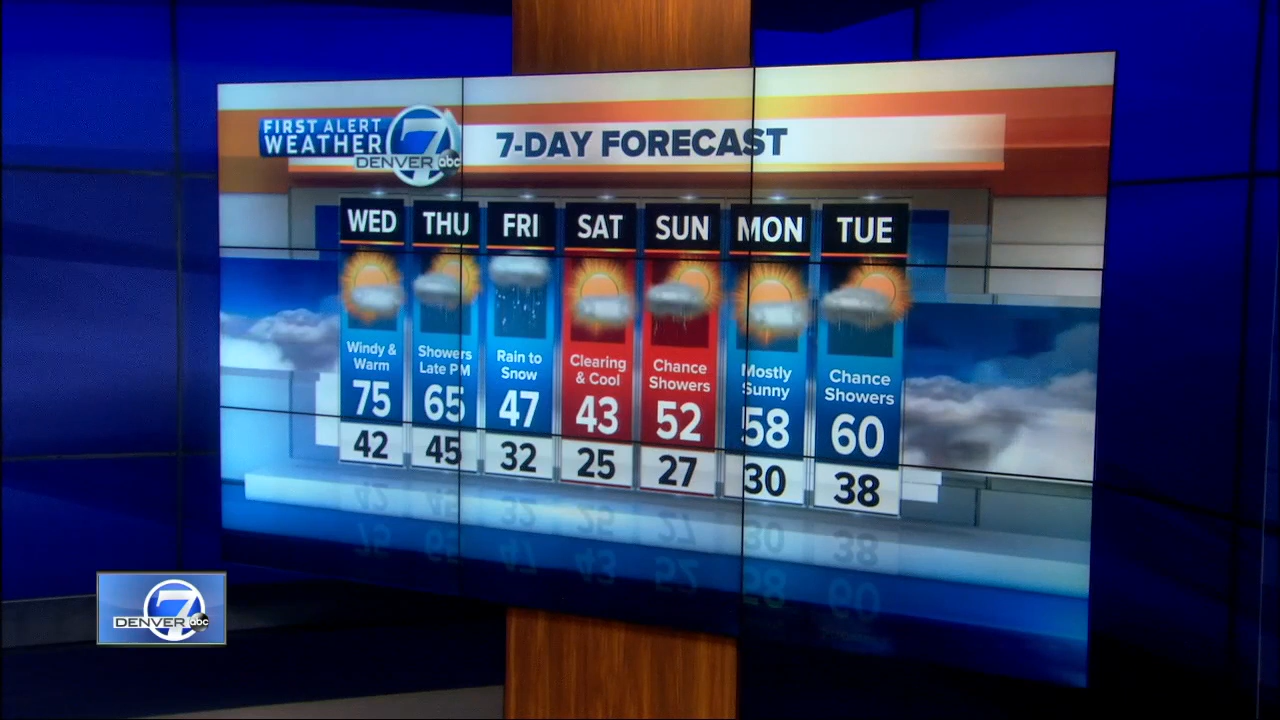 FIRST ALERT
WEATHER
7
DENVER abc
7-DAY FORECAST
WED THU FRI SAT SUN MON TUE
Windy & Warm
75
42
Showers Late PM
65
45
Rain to Snow
47
32
Clearing & Cool
43
25
Chance Showers
52
27
Mostly Sunny
58
30
Chance Showers
60
38
7
DENVER abc